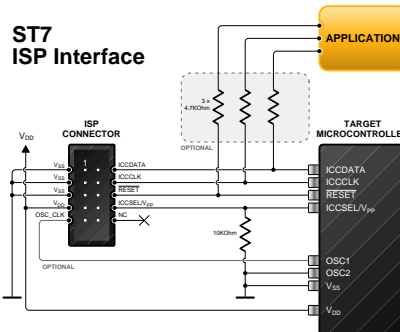 ST7
ISP Interface
APPLICATION
3 x
4.7KOhm
OPTIONAL
ISP
CONNECTOR
TARGET
MICROCONTROLLE
VDD
1
VSS
VSS
VSS
VDD
OSC_CLK
ICCDATA
ICCCLK
RESET
ICCSEL/VPP
NC
10KOhm
OPTIONAL
ICCDATA
ICCCLK
RESET
ICCSEL/VPP
OSC1
OSC2
VSS
VDD